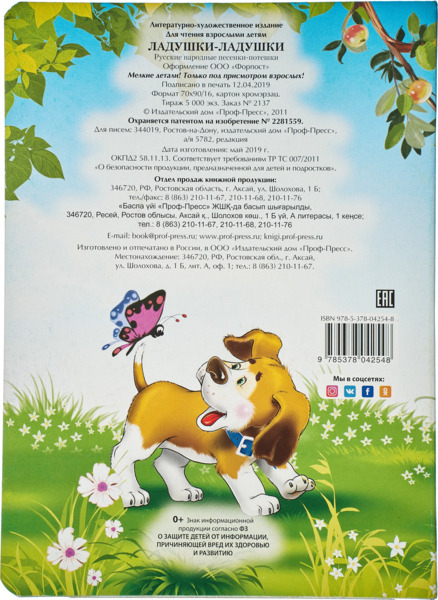 Литературно-художественное издание
Для чтения взрослыми детям
ЛАДУШКИ-ЛАДУШКИ
Русские народные песенки-потешки
Оформление ООО «Форпост»
Мелкие детали! Только под присмотром взрослых!
Подписано в печать 12.04.2019
Формат 70х90/16, картон хромэрзац.
Тираж 5 000 экз. Заказ № 2137
© Издательский дом «Проф-Пресс», 2011
Охраняется патентом на изобретение № 2281559.
Для писем: 344019, Ростов-на-Дону, издательский дом «Проф-Пресс»,
а/я 5782, редакция
Дата изготовления: май 2019 г.
ОКПД2 58.11.13. Соответствует требованиям ТР ТС 007/2011
«О безопасности продукции, предназначенной для детей и подростков».
Отдел продаж книжной продукции:
346720, РФ, Ростовская область, г. Аксай, ул. Шолохова, 1 Б;
тел./факс: 8 (863) 210-11-67, 210-11-68, 210-11-76
«Баспа үйі «Проф-Пресс» ЖШҚ-да басып шығарылды,
346720, Ресей, Ростов облысы, Аксай қ., Шолохов көш., 1 Б үй, А литерасы, 1 кеңсе;
тел.: 8 (863) 210-11-67, 210-11-68, 210-11-76
E-mail: book@prof-press.ru • www.prof-press.ru; knigi.prof-press.ru
Изготовлено и отпечатано в России, в ООО «Издательский дом «Проф-Пресс».
Местонахождение: 346720, РФ, Ростовская обл., г. Аксай,
ул. Шолохова, д. 1 Б, лит. А, оф. 1; тел.: 8 (863) 210-11-67.
EAC
ISBN 978-5-378-04254-8
9 785378 042548
Мы в соцсетях:
0+ Знак информационной
продукции согласно ФЗ
О ЗАЩИТЕ ДЕТЕЙ ОТ ИНФОРМАЦИИ,
ПРИЧИНЯЮЩЕЙ ВРЕД ИХ ЗДОРОВЬЮ
И РАЗВИТИЮ